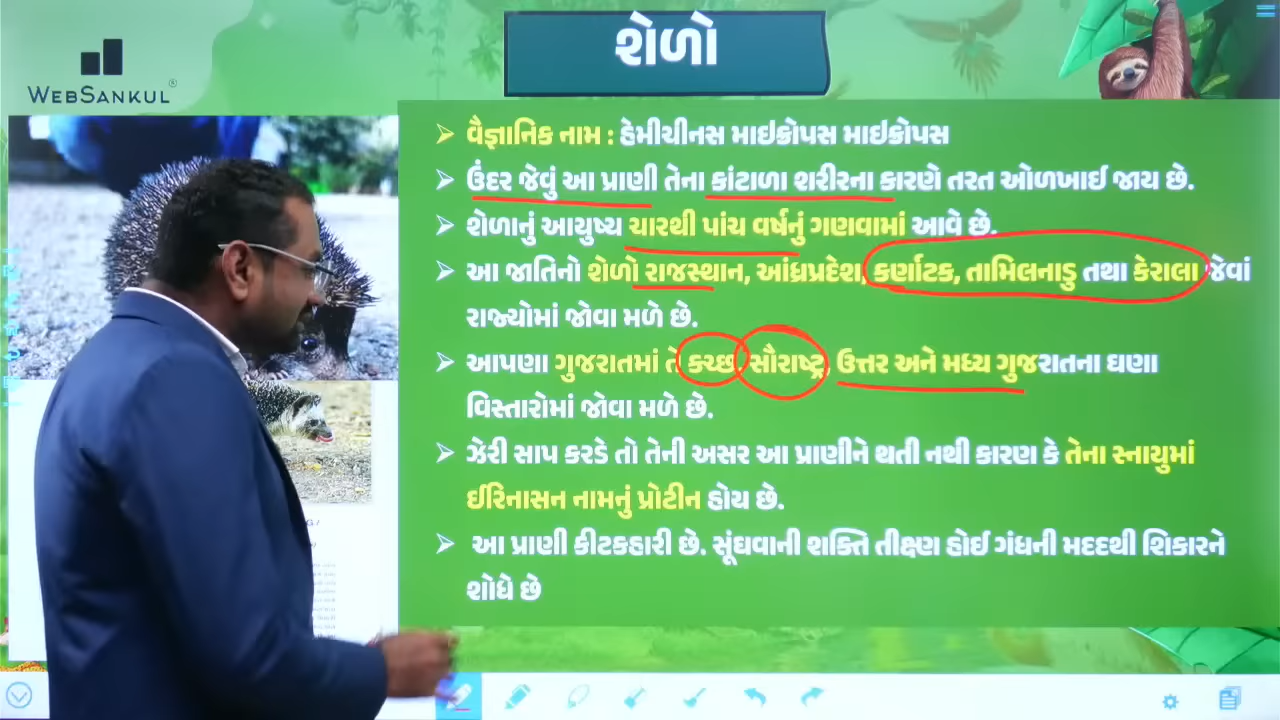 શેળો
WEBSANKUL®
➢ વૈજ્ઞાનિક નામ : હેમીચીનસ માઇક્રોપસ માઇક્રોપસ
➢ ઉંદર જેવું આ પ્રાણી તેના કાંટાળા શરીરના કારણે તરત ઓળખાઈ જાય છે.
➢ શેળાનું આયુષ્ય ચારથી પાંચ વર્ષનું ગણવામાં આવે છે.
➢ આ જાતિનો શેળો રાજસ્થાન, આંધ્રપ્રદેશ, કર્ણાટક, તામિલનાડુ તથા કેરાલા જેવાં
રાજ્યોમાં જોવા મળે છે.
➢ આપણા ગુજરાતમાં તે કચ્છ, સૌરાષ્ટ્ર, ઉત્તર અને મધ્ય ગુજરાતના ઘણા
વિસ્તારોમાં જોવા મળે છે.
➢ ઝેરી સાપ કરડે તો તેની અસર આ પ્રાણીને થતી નથી કારણ કે તેના સ્નાયુમાં
ઈરિનાસન નામનું પ્રોટીન હોય છે.
➢ આ પ્રાણી કીટકહારી છે. સૂંઘવાની શક્તિ તીક્ષ્ણ હોઈ ગંધની મદદથી શિકારને
શોધે છે